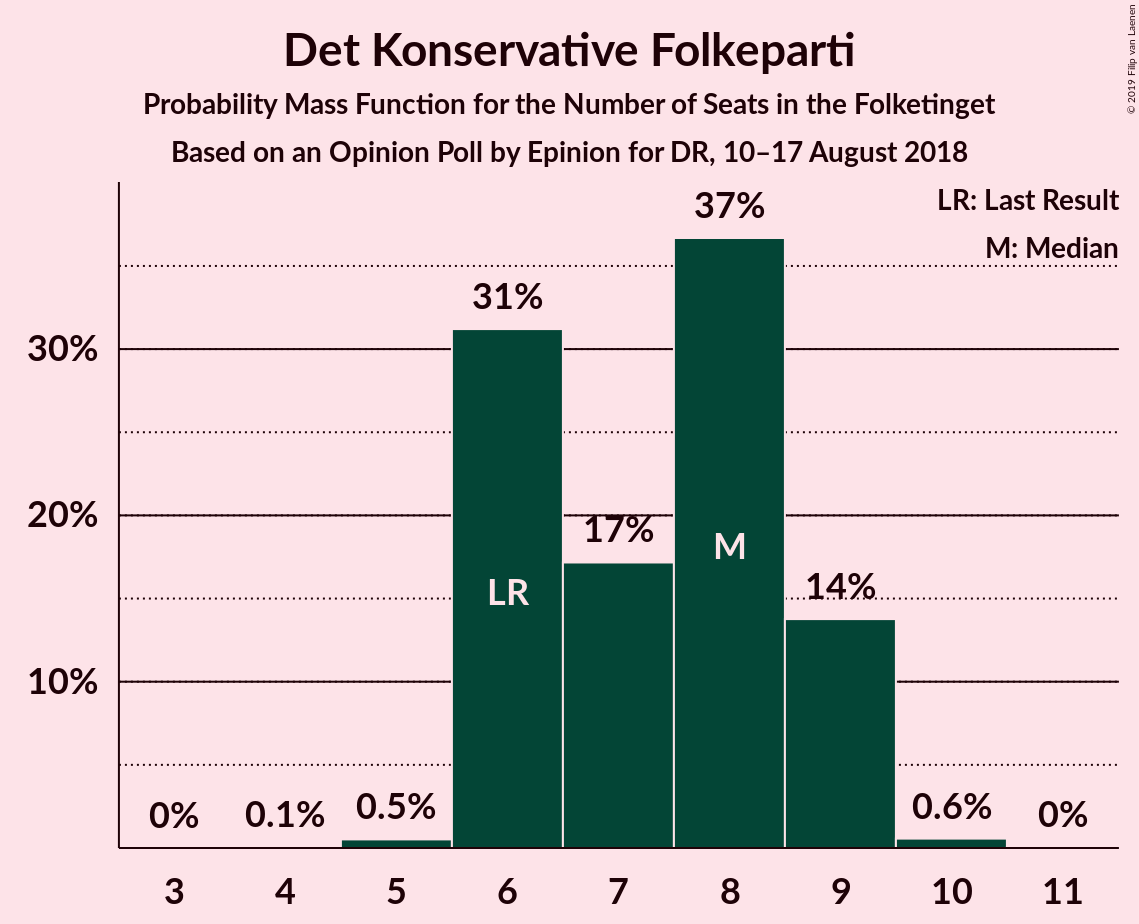 Det Konservative Folkeparti
Probability Mass Function for the Number of Seats in the Folketinget
Based on an Opinion Poll by Epinion for DR, 10–17 August 2018
© 2019 Filip van Laenen
LR: Last Result
M: Median
37%
31%
30%
20%
17%
M
14%
LR
10%
0%
0.1%
0.5%
0.6%
0%
3 4 5 6 7 8 9 10 11